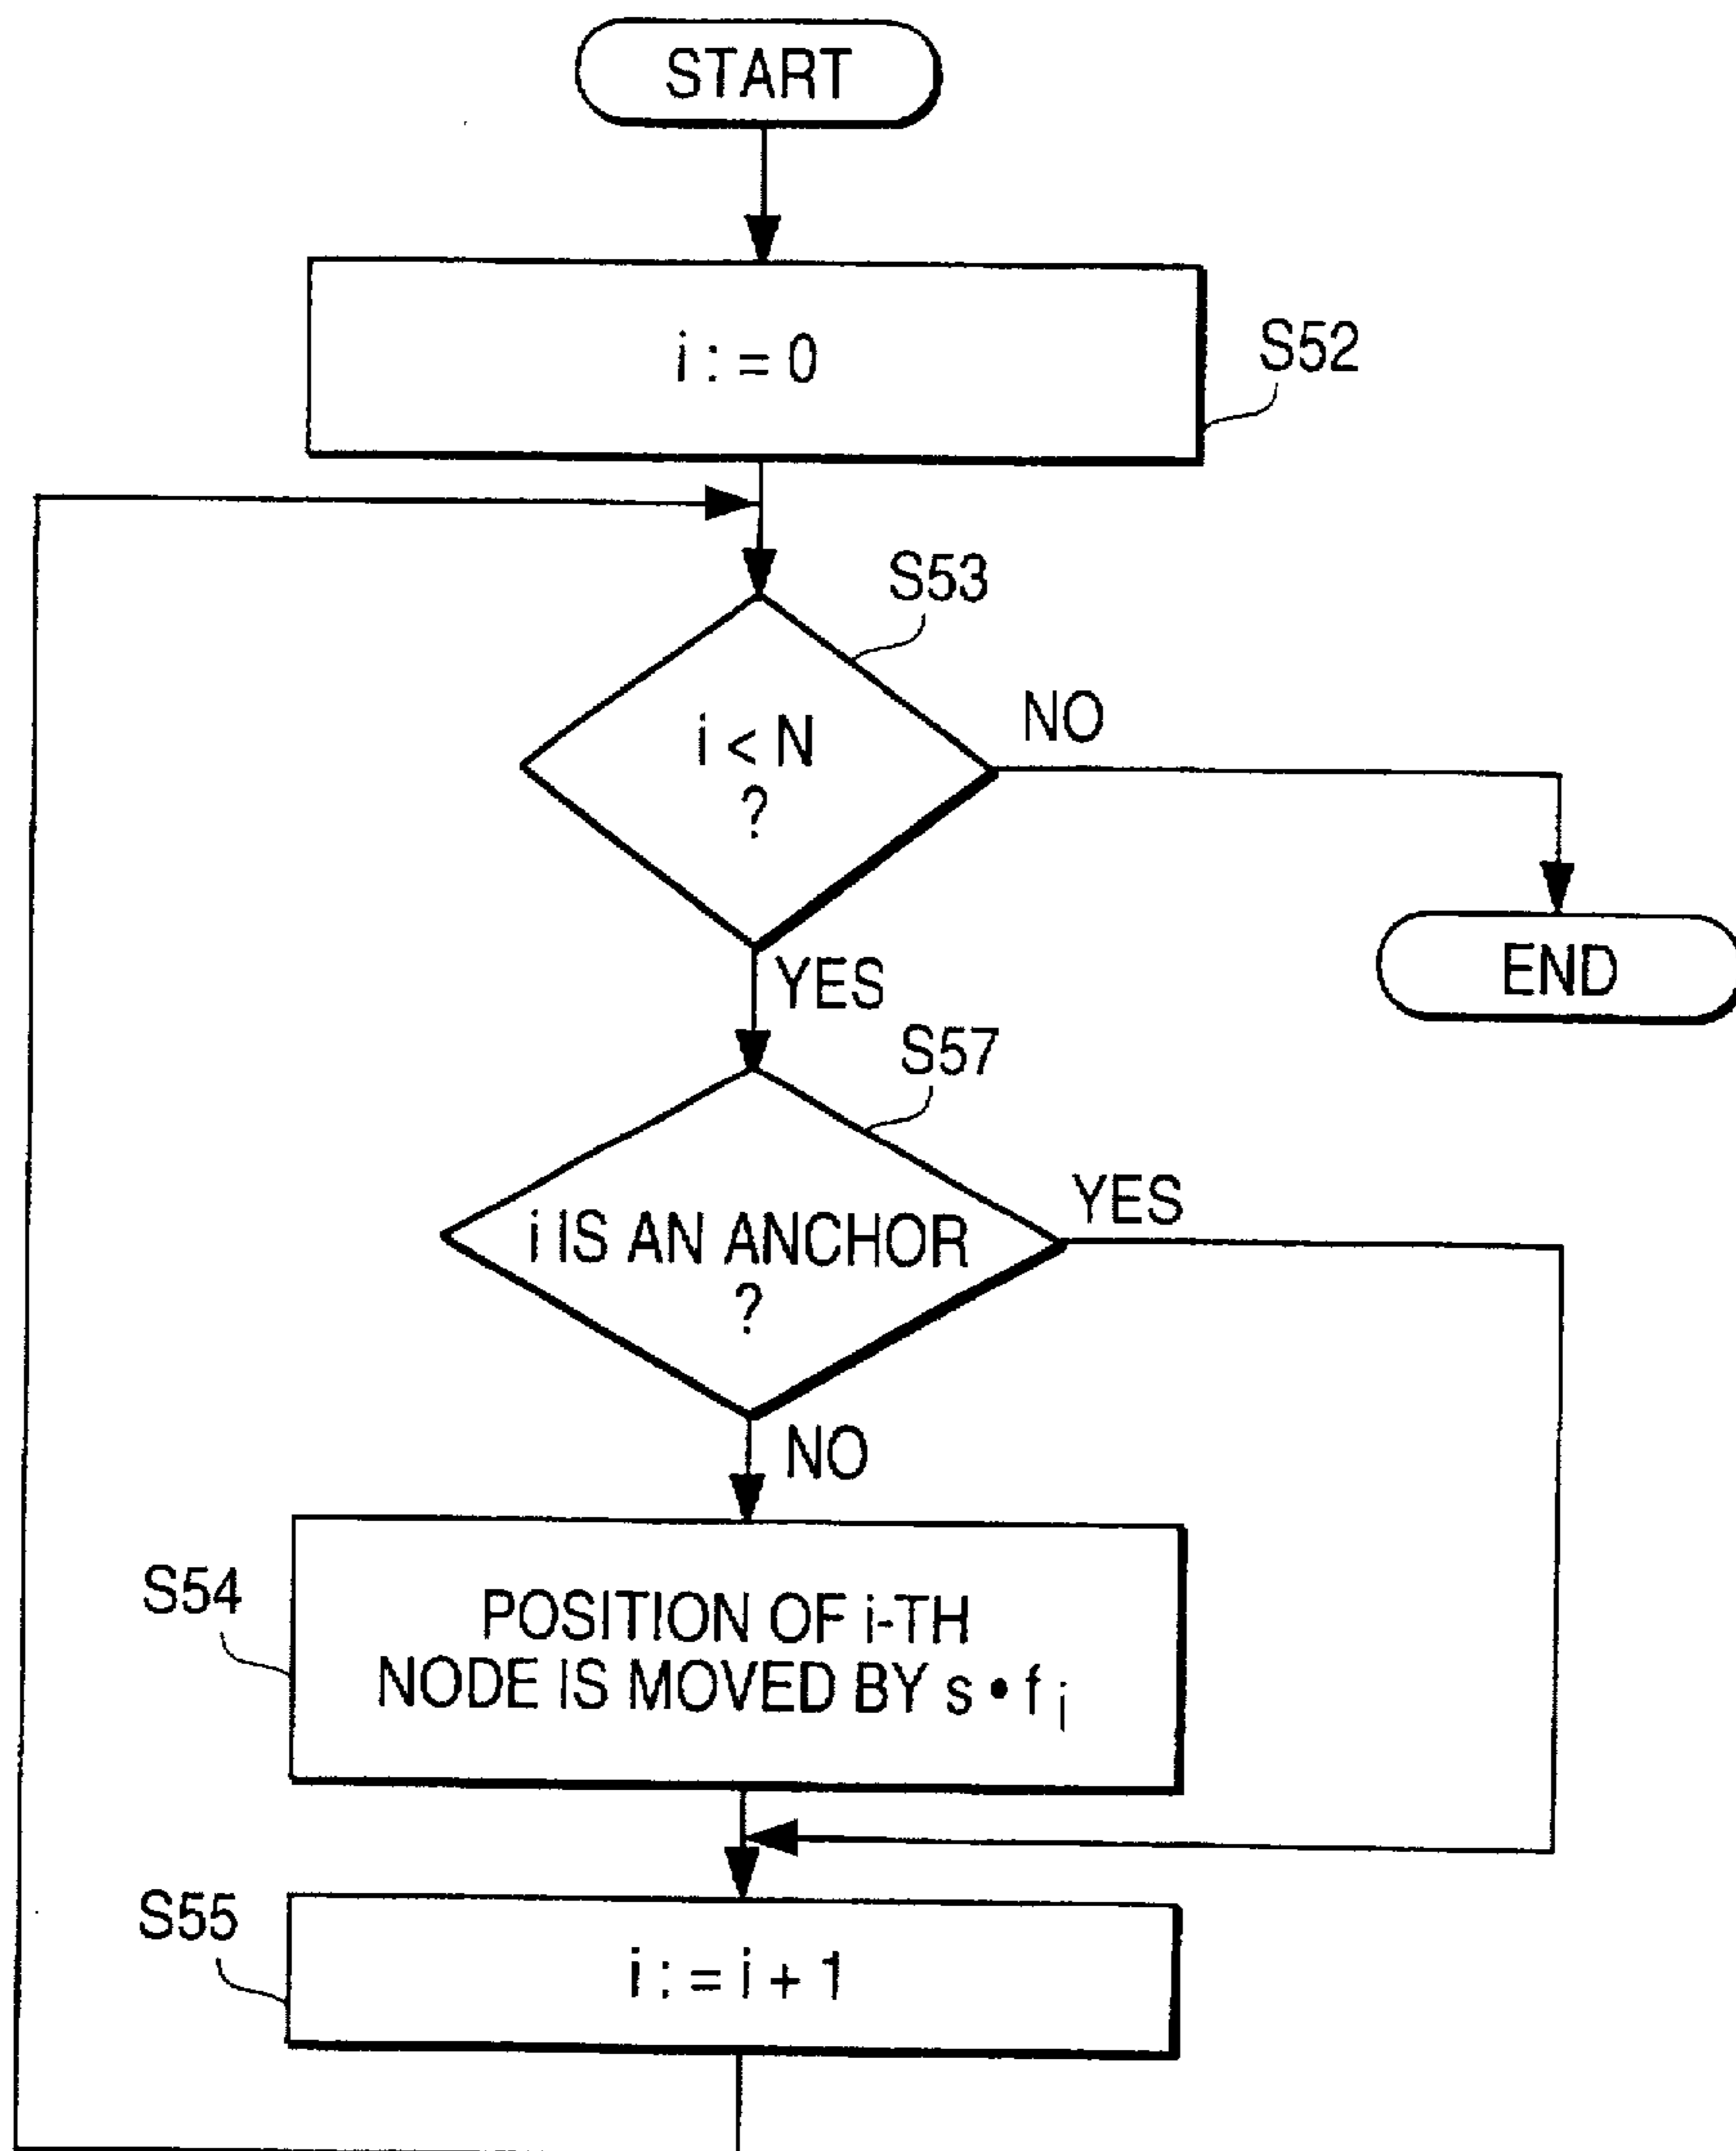 START
i : = 0
S52
S53
i < N
?
NO
YES
END
S57
i IS AN ANCHOR
?
YES
NO
S54
POSITION OF i-TH
NODE IS MOVED BY s • f i
S55
i : = i + 1